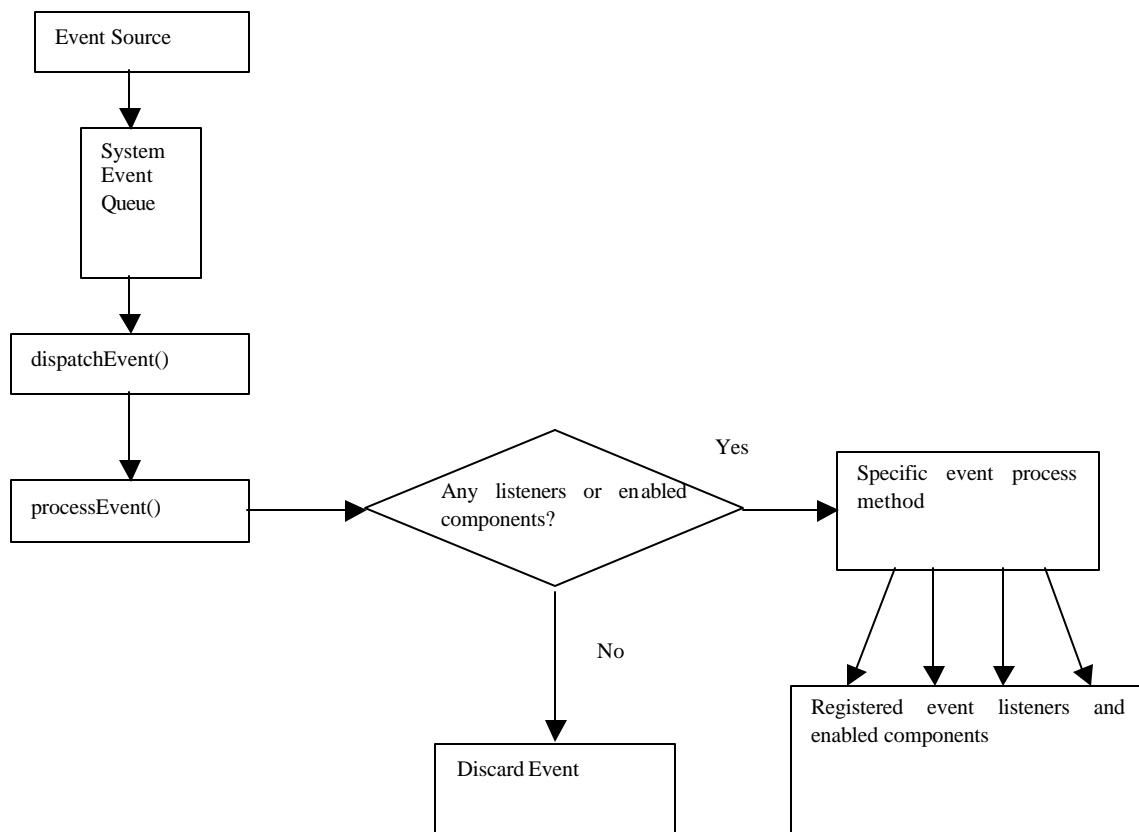 Event Source
System
Event
Queue
dispatchEvent()
processEvent()
Any listeners or enabled
components?
Yes
Specific event process
method
No
Registered event listeners and
enabled components
Discard Event